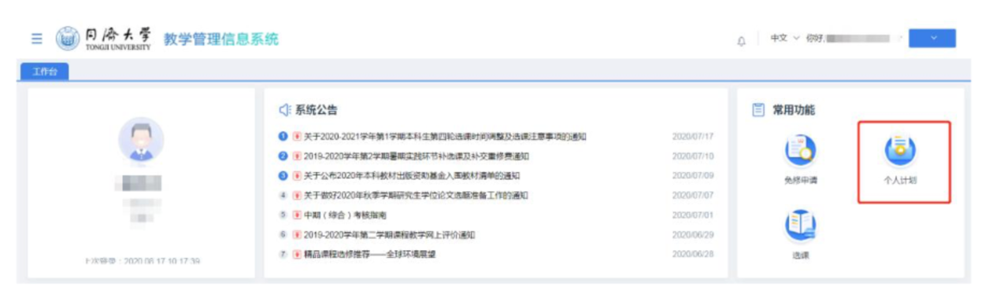 同济大学 教学管理信息系统
TONGJI UNIVERSITY
中文 你好,
工作台
上次登录：2020.08.17 10:17:39
系统公告
1 关于2020-2021学年第1学期本科生第四轮选课时间调整及选课注意事项的通知 2020/07/17
2 2019-2020学年第2学期暑期实践环节补选课及补交重修费通知 2020/07/10
3 关于公布2020年本科教材出版资助基金入围教材清单的通知 2020/07/09
4 关于做好2020年秋季学期研究生学位论文选题准备工作的通知 2020/07/07
5 中期（综合）考核指南 2020/07/01
6 2019-2020学年第二学期课程教学网上评价通知 2020/06/29
7 精品课程选修推荐——全球环境展望 2020/06/28
常用功能
免修申请
个人计划
选课